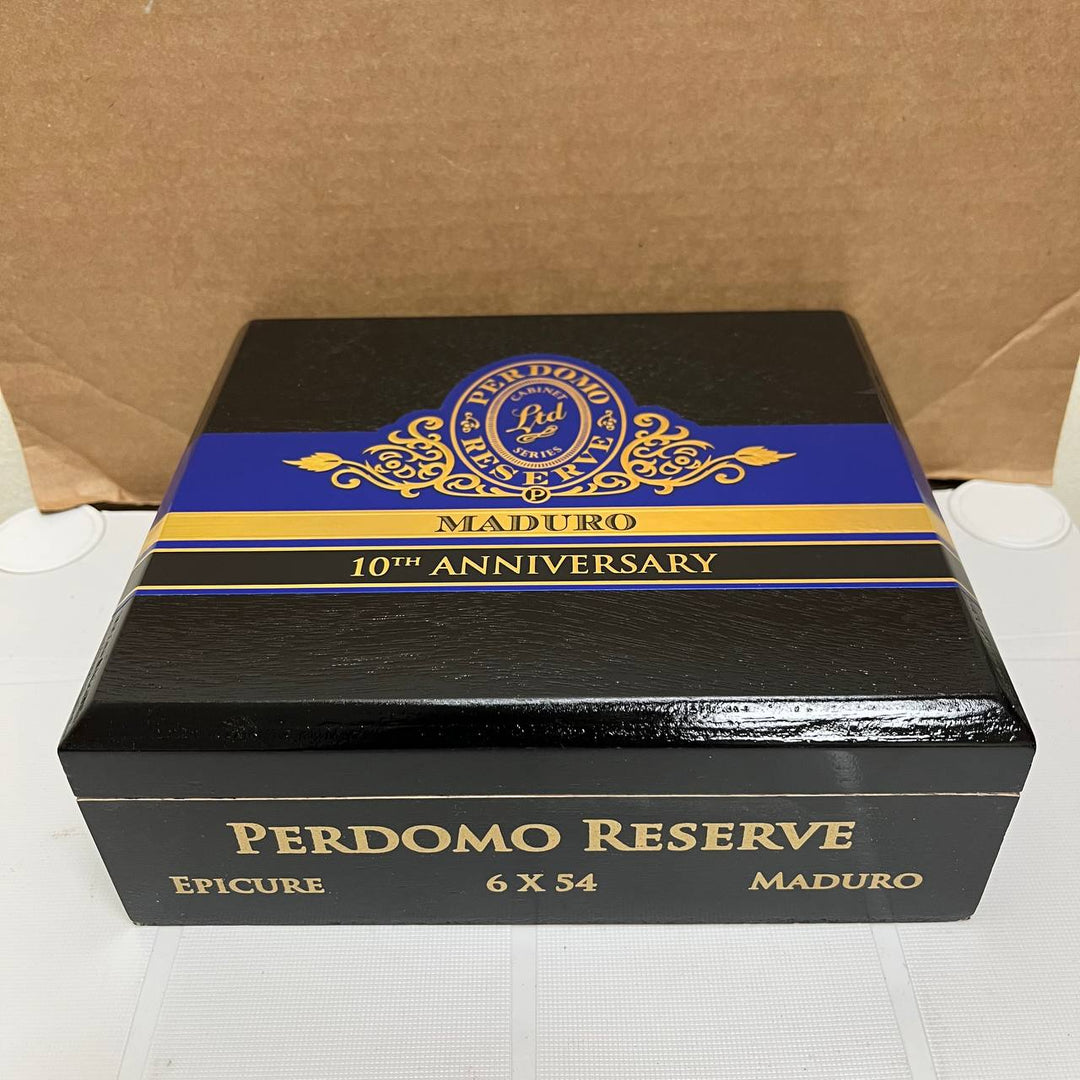 PERDOMO
CABINET
Ltd
SERIES
RESERVE
P
MADURO
10TH ANNIVERSARY
PERDOMO RESERVE
EPICURE 6 X 54 MADURO